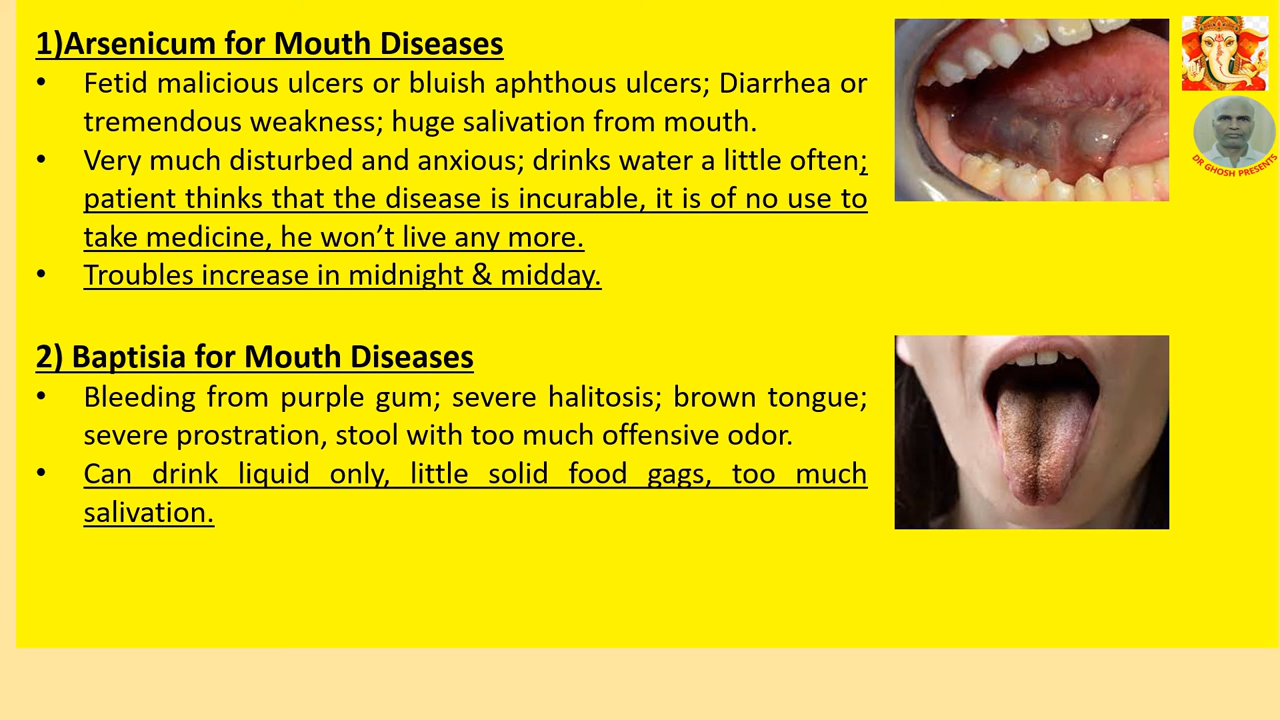 1)Arsenicum for Mouth Diseases
• Fetid malicious ulcers or bluish aphthous ulcers; Diarrhea or
tremendous weakness; huge salivation from mouth.
• Very much disturbed and anxious; drinks water a little often;
patient thinks that the disease is incurable, it is of no use to
take medicine, he won’t live any more.
• Troubles increase in midnight & midday.
2) Baptisia for Mouth Diseases
• Bleeding from purple gum; severe halitosis; brown tongue;
severe prostration, stool with too much offensive odor.
• Can drink liquid only, little solid food gags, too much
salivation.
DR GHOSH PRESENTS